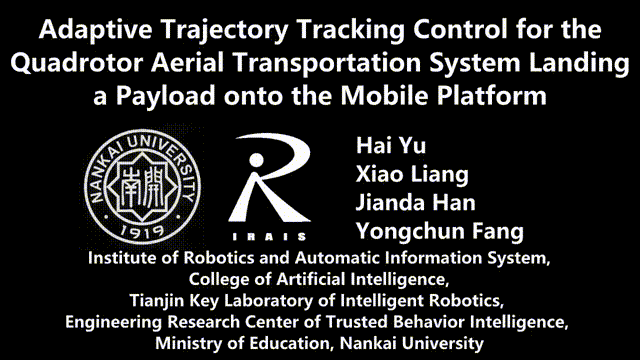 Adaptive Trajectory Tracking Control for the
Quadrotor Aerial Transportation System Landing
a Payload onto the Mobile Platform
NANKAI UNIVERSITY
南開
· 1919 ·
IRAIS
Hai Yu
Xiao Liang
Jianda Han
Yongchun Fang
Institute of Robotics and Automatic Information System,
College of Artificial Intelligence,
Tianjin Key Laboratory of Intelligent Robotics,
Engineering Research Center of Trusted Behavior Intelligence,
Ministry of Education, Nankai University